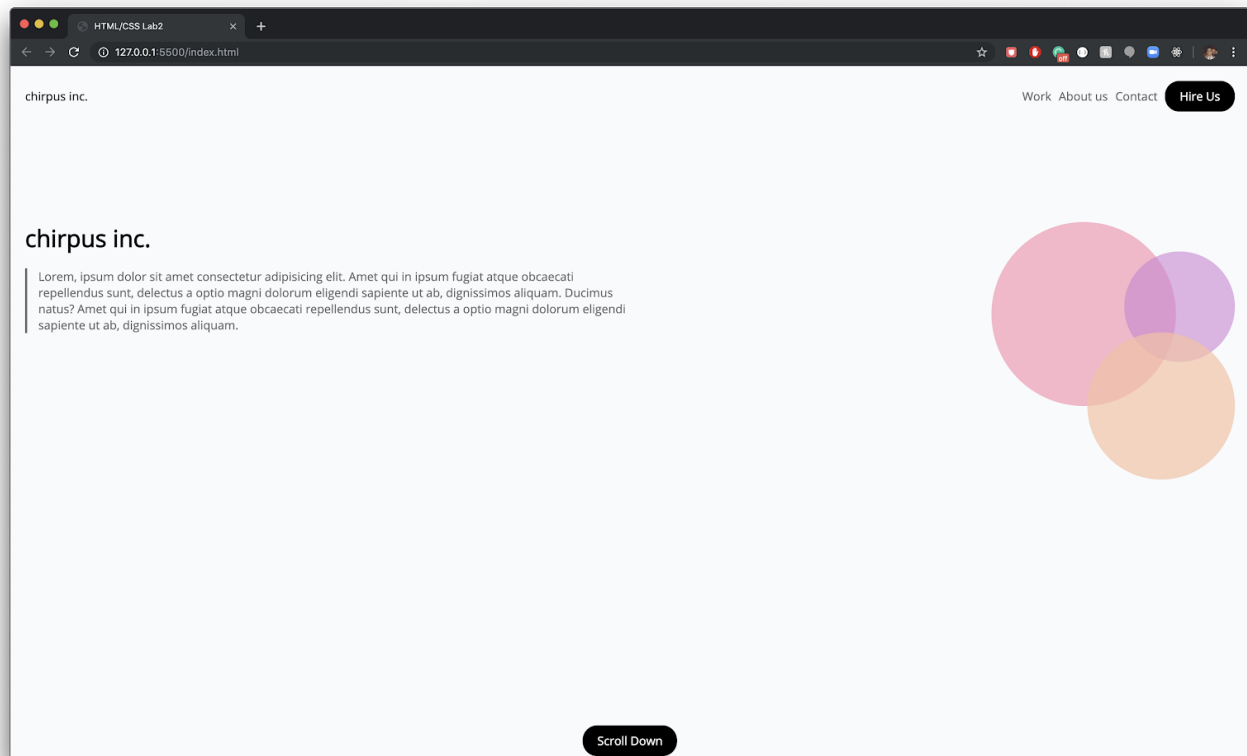 HTML/CSS Lab2
127.0.0.1:5500/index.html
off
chirpus inc.
Work About us Contact Hire Us
chirpus inc.
Lorem, ipsum dolor sit amet consectetur adipisicing elit. Amet qui in ipsum fugiat atque obcaecati
repellendus sunt, delectus a optio magni dolorum eligendi sapiente ut ab, dignissimos aliquam. Ducimus
natus? Amet qui in ipsum fugiat atque obcaecati repellendus sunt, delectus a optio magni dolorum eligendi
sapiente ut ab, dignissimos aliquam.
Scroll Down